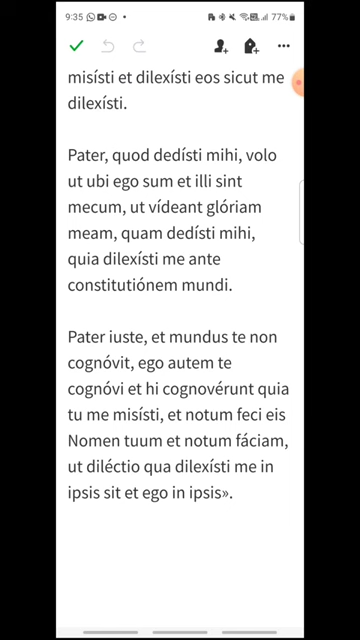 9:35
77%
misísti et dilexísti eos sicut me
dilexísti.
Pater, quod dedísti mihi, volo
ut ubi ego sum et illi sint
mecum, ut vídeant glóriam
meam, quam dedísti mihi,
quia dilexísti me ante
constitutiónem mundi.
Pater iuste, et mundus te non
cognóvit, ego autem te
cognóvi et hi cognovérunt quia
tu me misísti, et notum feci eis
Nomen tuum et notum fáciam,
ut diléctio qua dilexísti me in
ipsis sit et ego in ipsis».